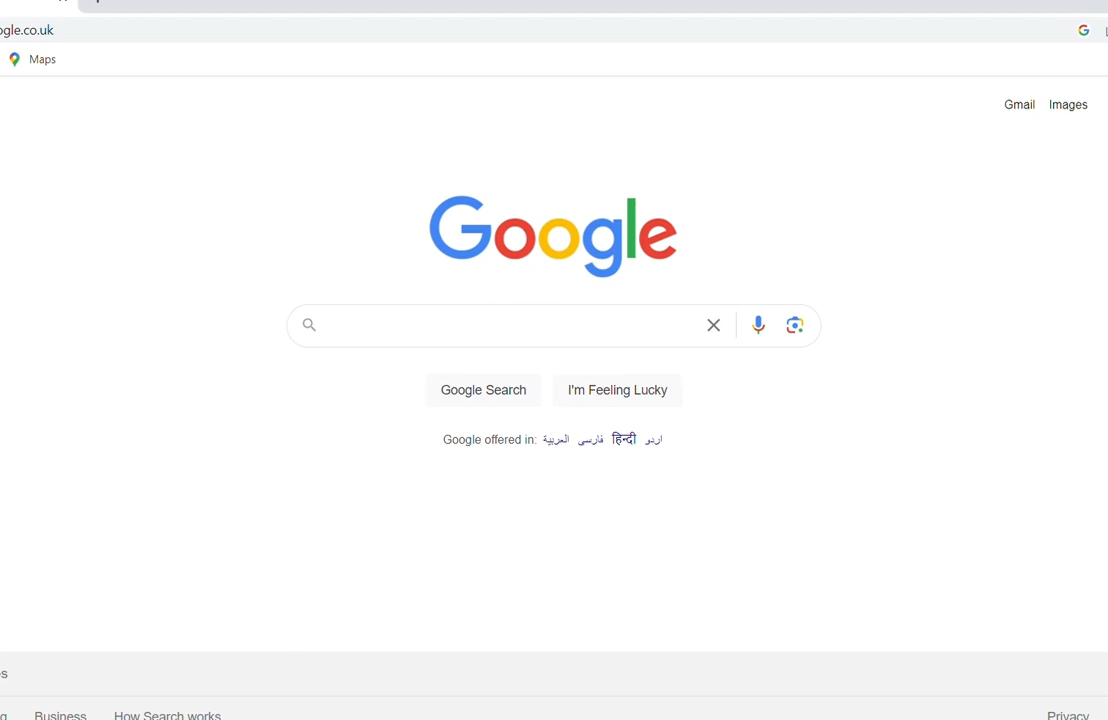 gle.co.uk
Maps
Gmail Images
Google
Google Search I'm Feeling Lucky
Google offered in: العربية فارسی हिन्दी اردو
Business How Search works Privacy